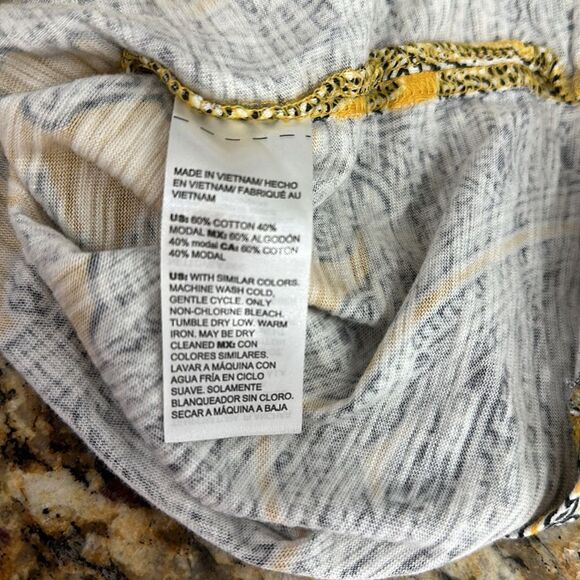 MADE IN VIETNAM/ HECHO
EN VIETNAM/ FABRIQUÉ AU
VIETNAM
US: 60% COTTON 40%
MODAL MX: 60% ALGODÓN
40% modal CA: 60% COTON
40% MODAL
US: WITH SIMILAR COLORS.
MACHINE WASH COLD,
GENTLE CYCLE. ONLY
NON-CHLORINE BLEACH.
TUMBLE DRY LOW. WARM
IRON. MAY BE DRY
CLEANED MX: CON
COLORES SIMILARES.
LAVAR A MÁQUINA CON
AGUA FRÍA EN CICLO
SUAVE. SOLAMENTE
BLANQUEADOR SIN CLORO.
SECAR A MÁQUINA A BAJA